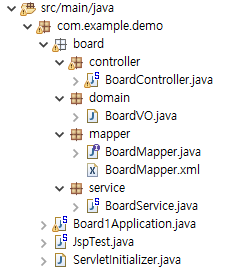 src/main/java
com.example.demo
board
controller
BoardController.java
domain
BoardVO.java
mapper
BoardMapper.java
BoardMapper.xml
service
BoardService.java
Board1Application.java
JspTest.java
ServletInitializer.java